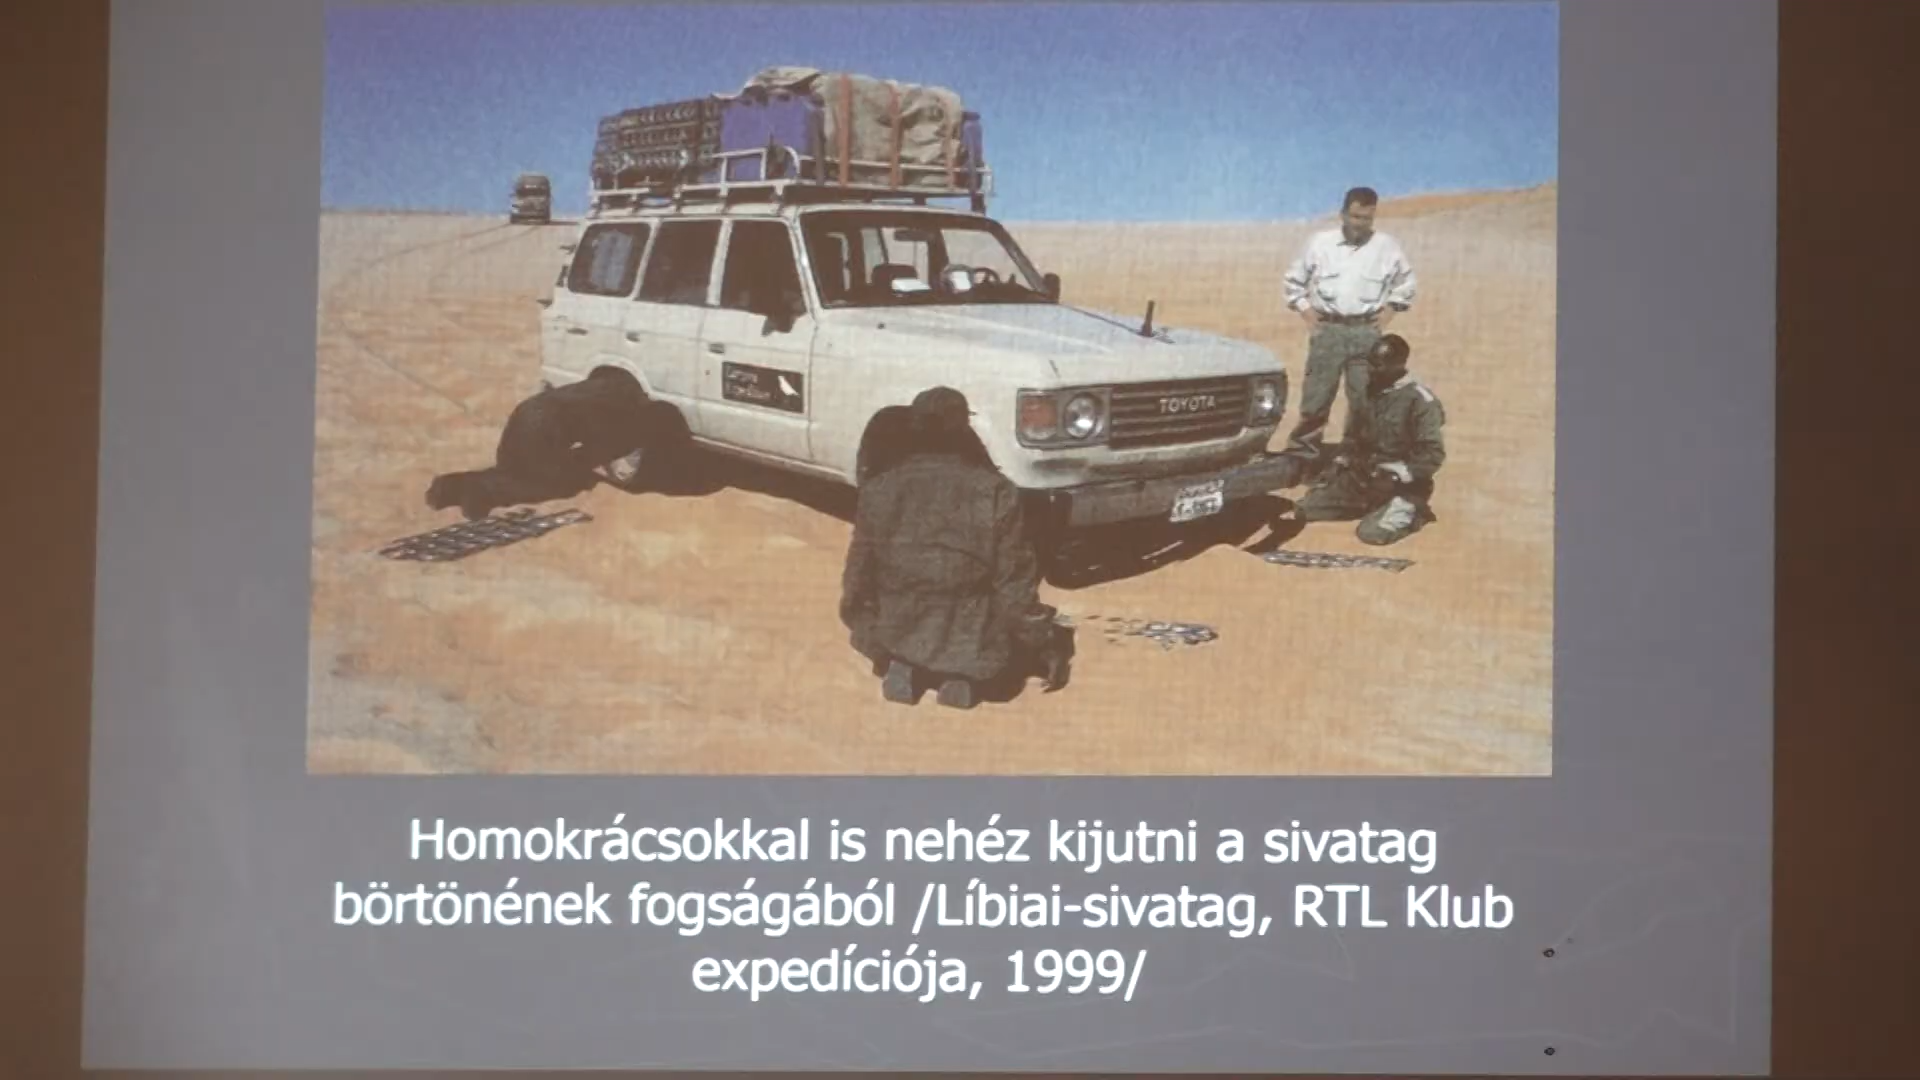 TOYOTA
Homokrácsokkal is nehéz kijutni a sivatag
börtönének fogságából /Líbiai-sivatag, RTL Klub
expedíciója, 1999/